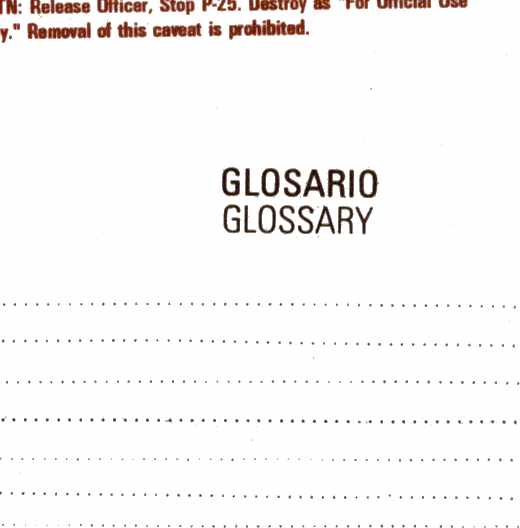 TN: Release Officer, Stop P-25. Destroy as "For Official Use
y." Removal of this caveat is prohibited.
GLOSARIO
GLOSSARY